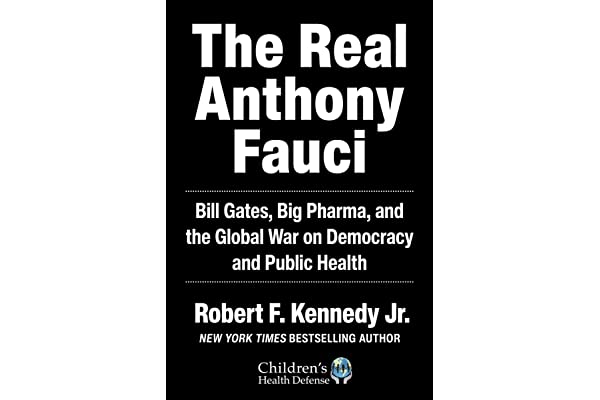 The Real
Anthony
Fauci
Bill Gates, Big Pharma, and
the Global War on Democracy
and Public Health
Robert F. Kennedy Jr.
NEW YORK TIMES BESTSELLING AUTHOR
Children's
Health Defense